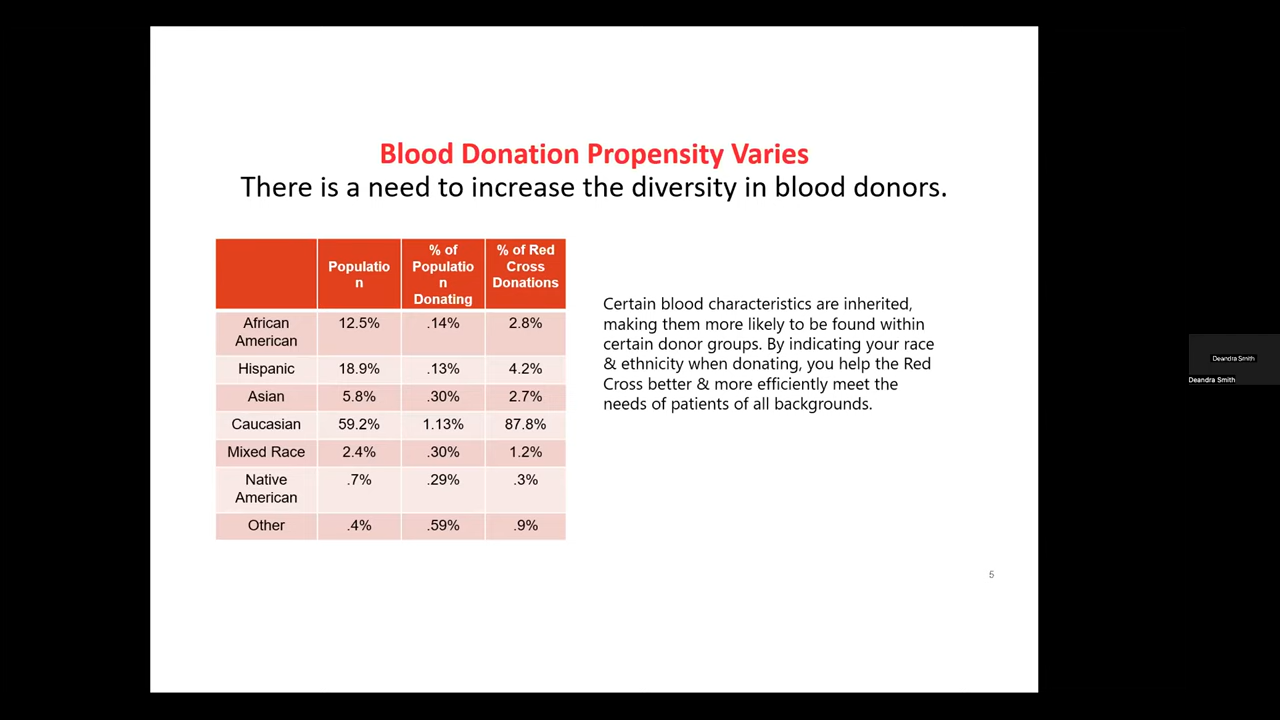 Blood Donation Propensity Varies
There is a need to increase the diversity in blood donors.
Populatio
n
% of
Populatio
n
Donating
% of Red
Cross
Donations
African
American
12.5%
.14%
2.8%
Hispanic
18.9%
.13%
4.2%
Asian
5.8%
.30%
2.7%
Caucasian
59.2%
1.13%
87.8%
Mixed Race
2.4%
.30%
1.2%
Native
American
.7%
.29%
.3%
Other
.4%
.59%
.9%
Certain blood characteristics are inherited,
making them more likely to be found within
certain donor groups. By indicating your race
& ethnicity when donating, you help the Red
Cross better & more efficiently meet the
needs of patients of all backgrounds.
5
Deandra Smith
Deandra Smith